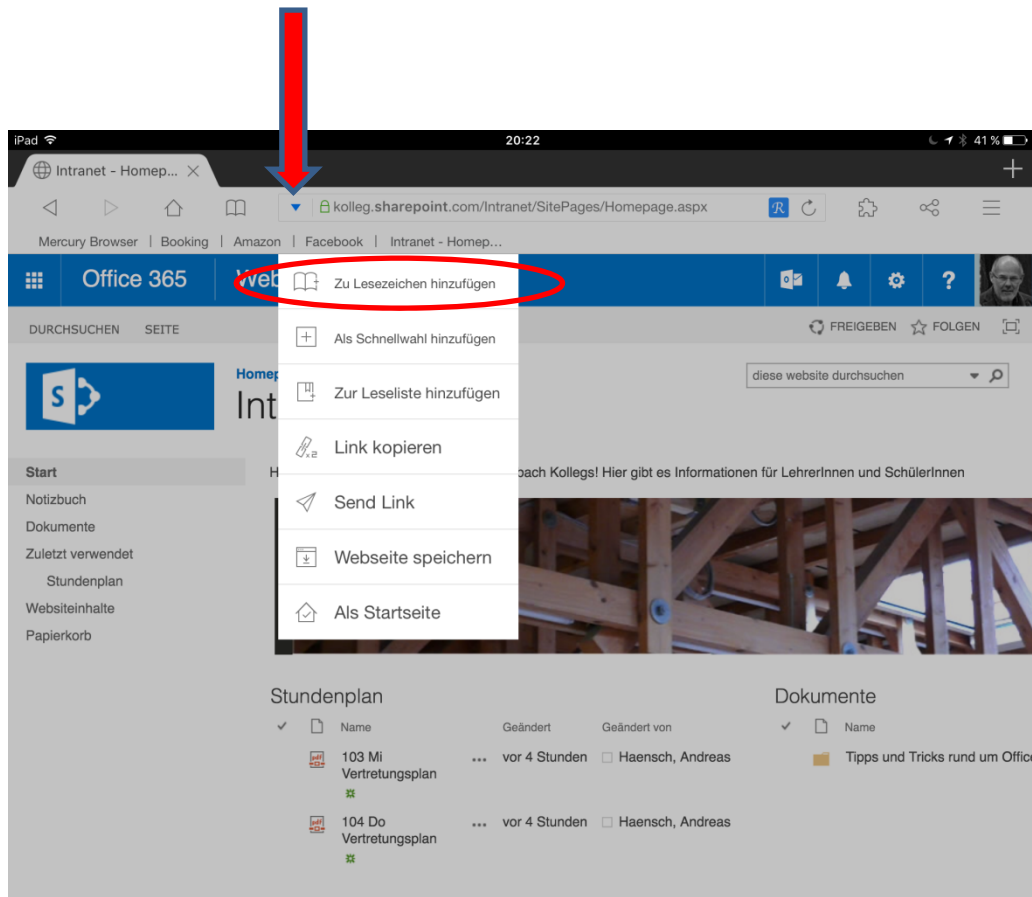 iPad 20:22 41 %
Intranet - Homep...
kolleg.sharepoint.com/Intranet/SitePages/Homepage.aspx
Mercury Browser | Booking | Amazon | Facebook | Intranet - Homep...
Office 365
Web
Zu Lesezeichen hinzufügen
Als Schnellwahl hinzufügen
Zur Leseliste hinzufügen
Link kopieren
Send Link
Webseite speichern
Als Startseite
DURCHSUCHEN SEITE
FREIGEBEN FOLGEN
Homep
Int
diese website durchsuchen
Start
Notizbuch
Dokumente
Zuletzt verwendet
Stundenplan
Websiteinhalte
Papierkorb
H bach Kollegs! Hier gibt es Informationen für LehrerInnen und SchülerInnen
Stundenplan
Name Geändert Geändert von
103 Mi Vertretungsplan ... vor 4 Stunden Haensch, Andreas
104 Do Vertretungsplan ... vor 4 Stunden Haensch, Andreas
Dokumente
Name
Tipps und Tricks rund um Office